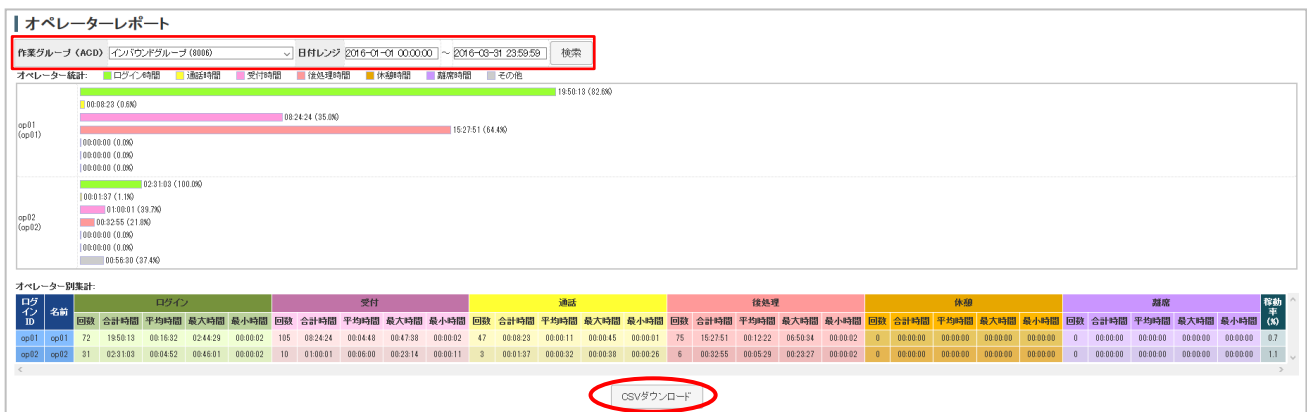 オペレーターレポート
作業グループ (ACD) インバウンドグループ (8006) 日付レンジ 2016-01-01 00:00:00 ～ 2016-03-31 23:59:59 検索
オペレーター統計: ログイン時間 通話時間 受付時間 後処理時間 休憩時間 離席時間 その他
19:50:13 (82.6%)
00:08:23 (0.6%)
08:24:24 (35.0%)
op01
(op01)
15:27:51 (64.4%)
00:00:00 (0.0%)
00:00:00 (0.0%)
00:00:00 (0.0%)
02:31:03 (100.0%)
00:01:37 (1.1%)
01:00:01 (39.7%)
op02
(op02)
00:32:55 (21.8%)
00:00:00 (0.0%)
00:00:00 (0.0%)
00:56:30 (37.4%)
オペレーター別集計:
ログインID 名前 ログイン 受付 通話 後処理 休憩 離席 稼動率(%)
回数 合計時間 平均時間 最大時間 最小時間 回数 合計時間 平均時間 最大時間 最小時間 回数 合計時間 平均時間 最大時間 最小時間 回数 合計時間 平均時間 最大時間 最小時間 回数 合計時間 平均時間 最大時間 最小時間 回数 合計時間 平均時間 最大時間 最小時間
op01 op01 72 19:50:13 00:16:32 02:44:29 00:00:02 105 08:24:24 00:04:48 00:47:38 00:00:02 47 00:08:23 00:00:11 00:00:45 00:00:01 75 15:27:51 00:12:22 06:50:34 00:00:02 0 00:00:00 00:00:00 00:00:00 00:00:00 0 00:00:00 00:00:00 00:00:00 00:00:00 0.7
op02 op02 31 02:31:03 00:04:52 00:46:01 00:00:02 10 01:00:01 00:06:00 00:23:14 00:00:11 3 00:01:37 00:00:32 00:00:38 00:00:26 6 00:32:55 00:05:29 00:23:27 00:00:02 0 00:00:00 00:00:00 00:00:00 00:00:00 0 00:00:00 00:00:00 00:00:00 00:00:00 1.1
CSVダウンロード